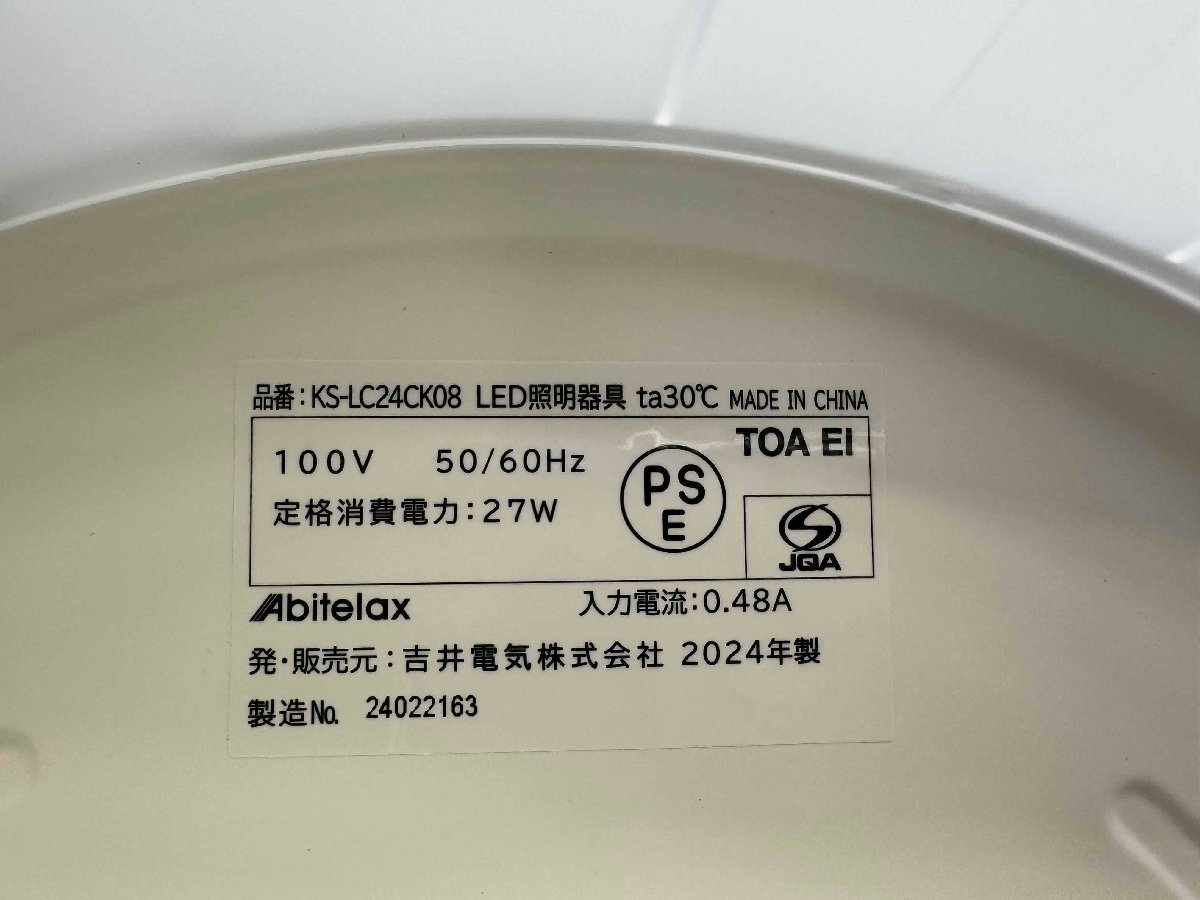 品番：KS-LC24CK08 LED照明器具 ta30℃ MADE IN CHINA
TOA EI
100V 50/60Hz
PS
E
定格消費電力：27W
JQA
Abitelax 入力電流：0.48A
発・販売元：吉井電気株式会社 2024年製
製造№ 24022163